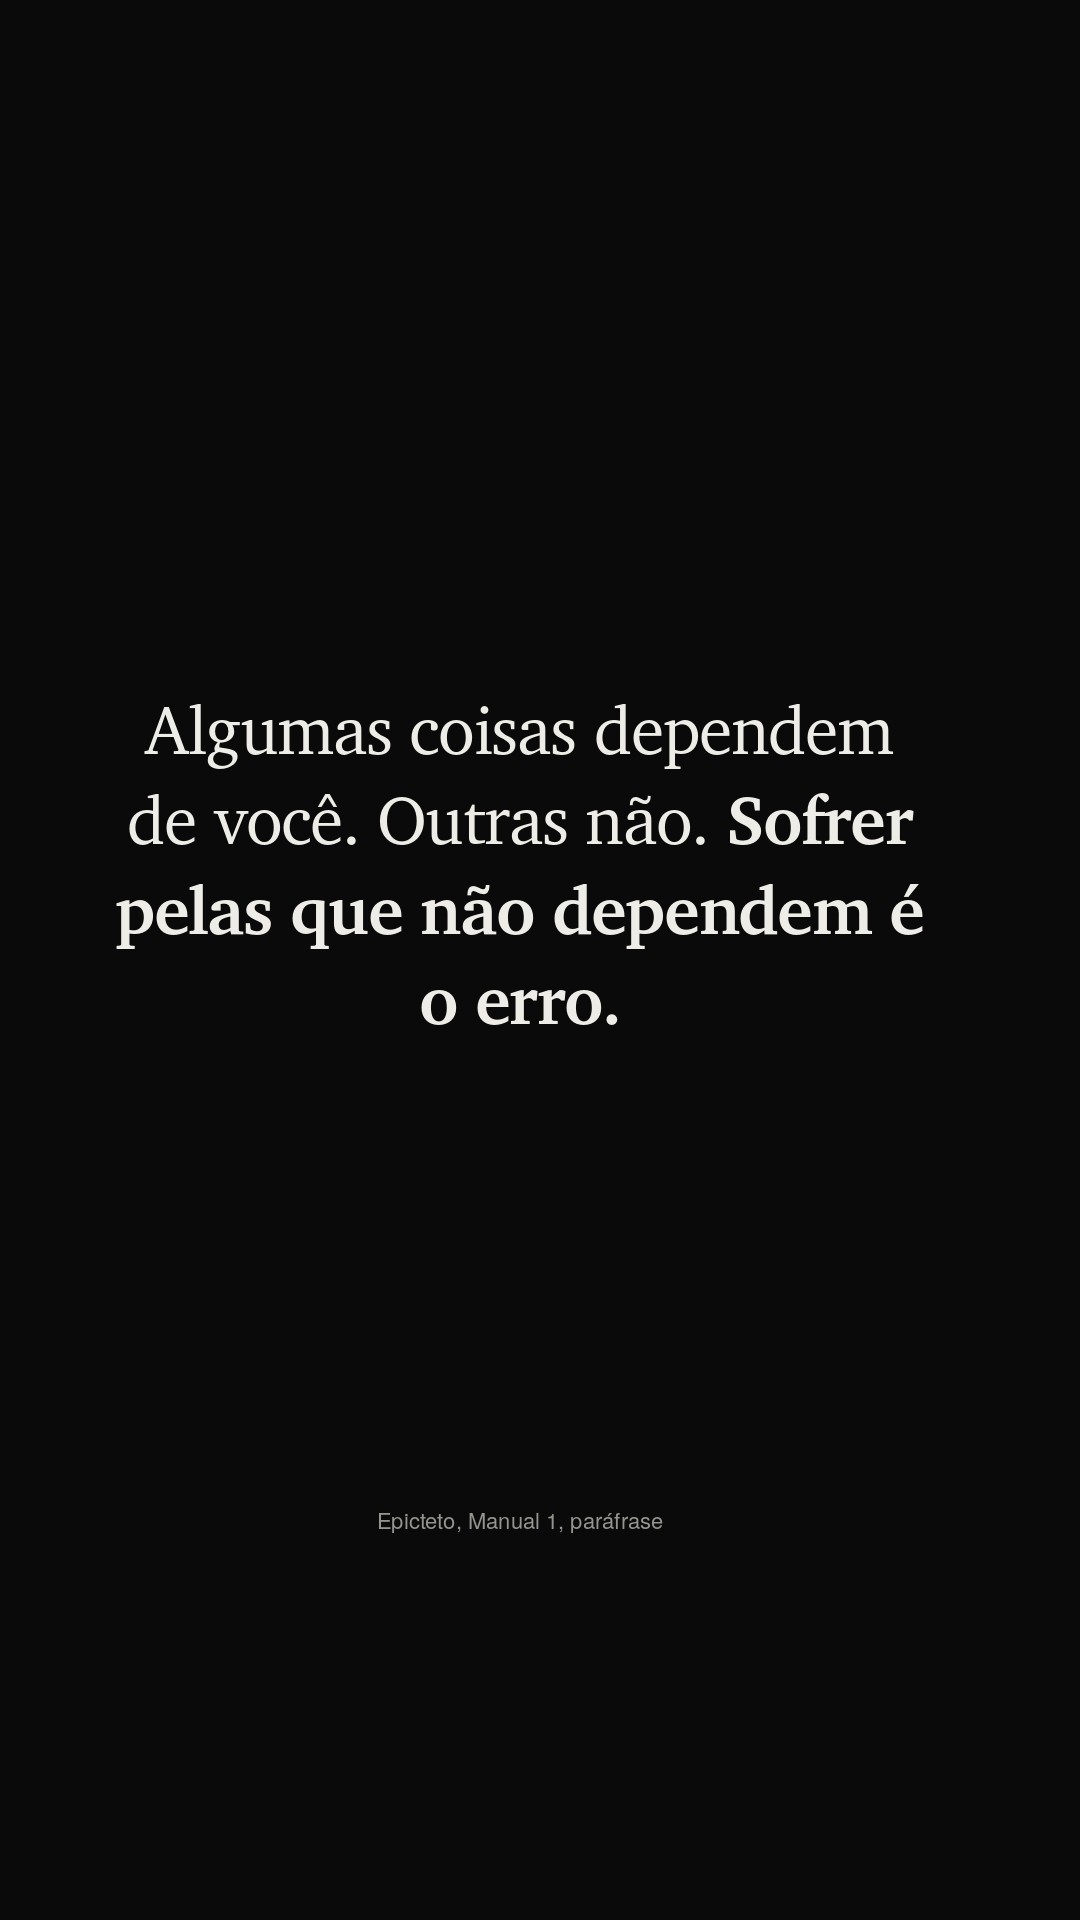 Algumas coisas dependem
de você. Outras não. Sofrer
pelas que não dependem é
o erro.
Epicteto, Manual 1, paráfrase